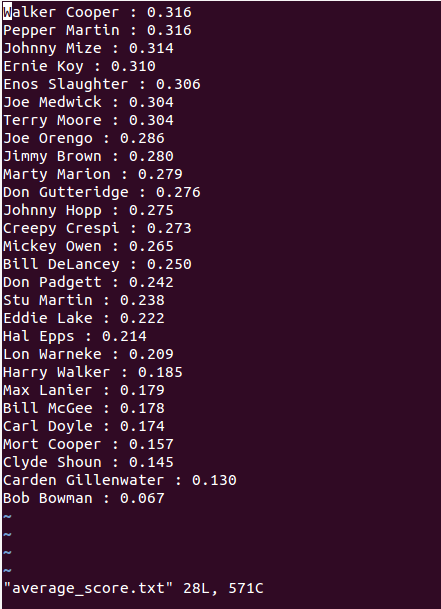 Walker Cooper : 0.316
Pepper Martin : 0.316
Johnny Mize : 0.314
Ernie Koy : 0.310
Enos Slaughter : 0.306
Joe Medwick : 0.304
Terry Moore : 0.304
Joe Orengo : 0.286
Jimmy Brown : 0.280
Marty Marion : 0.279
Don Gutteridge : 0.276
Johnny Hopp : 0.275
Creepy Crespi : 0.273
Mickey Owen : 0.265
Bill DeLancey : 0.250
Don Padgett : 0.242
Stu Martin : 0.238
Eddie Lake : 0.222
Hal Epps : 0.214
Lon Warneke : 0.209
Harry Walker : 0.185
Max Lanier : 0.179
Bill McGee : 0.178
Carl Doyle : 0.174
Mort Cooper : 0.157
Clyde Shoun : 0.145
Carden Gillenwater : 0.130
Bob Bowman : 0.067
~
~
~
~
"average_score.txt" 28L, 571C